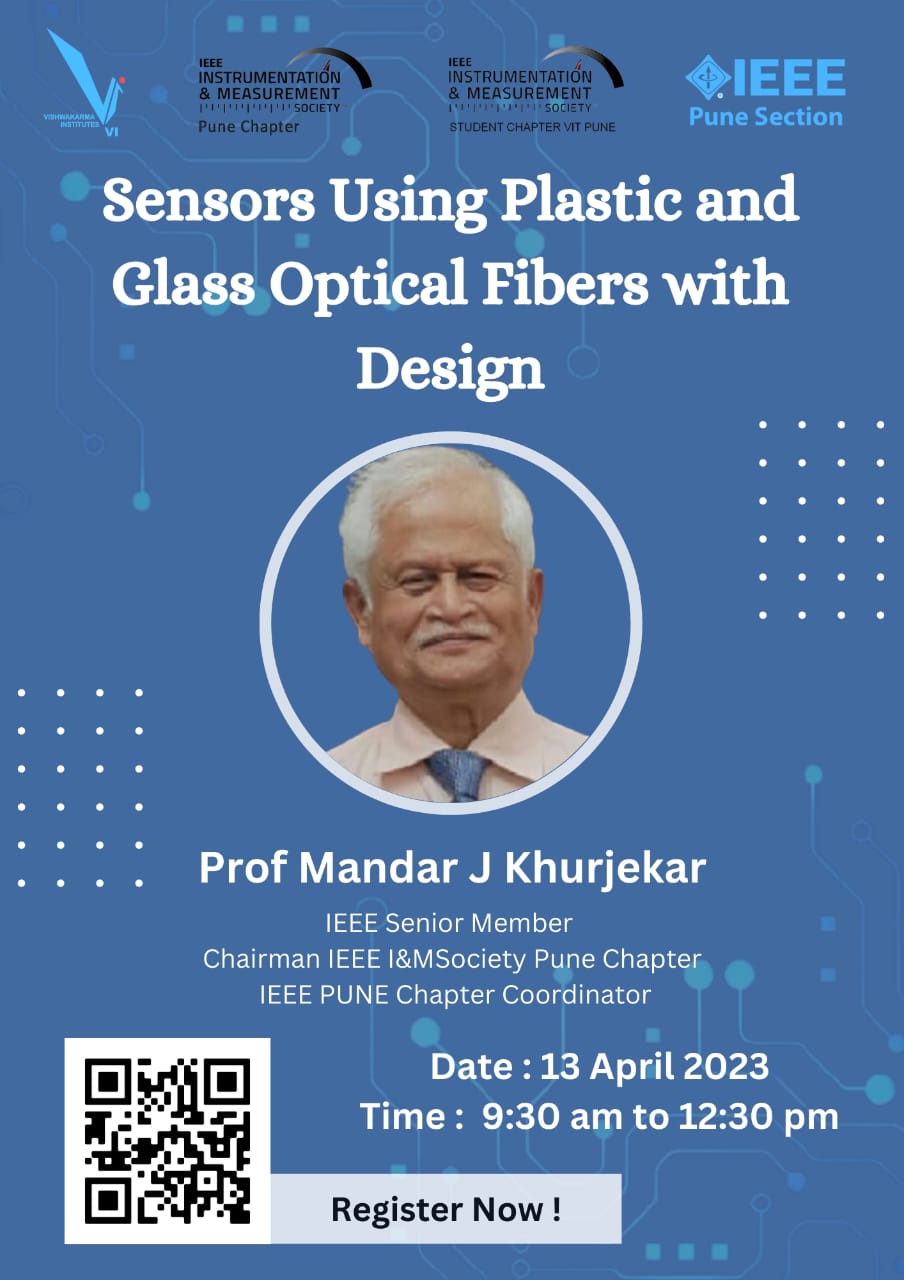 VISHWAKARMA
INSTITUTES
VI
IEEE
INSTRUMENTATION
& MEASUREMENT
SOCIETY
Pune Chapter
IEEE
INSTRUMENTATION
& MEASUREMENT
SOCIETY
STUDENT CHAPTER VIT PUNE
IEEE
Pune Section
Sensors Using Plastic and
Glass Optical Fibers with
Design
Prof Mandar J Khurjekar
IEEE Senior Member
Chairman IEEE I&MSociety Pune Chapter
IEEE PUNE Chapter Coordinator
Date : 13 April 2023
Time : 9:30 am to 12:30 pm
Register Now !